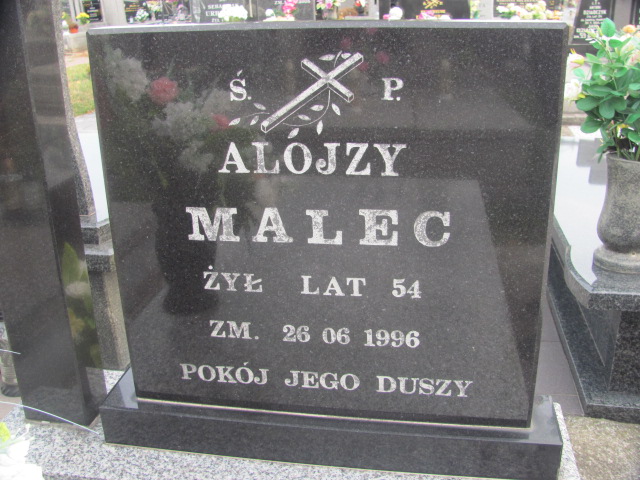 Ś. P.
ALOJZY
MALEC
ŻYŁ LAT 54
ZM. 26 06 1996
POKÓJ JEGO DUSZY